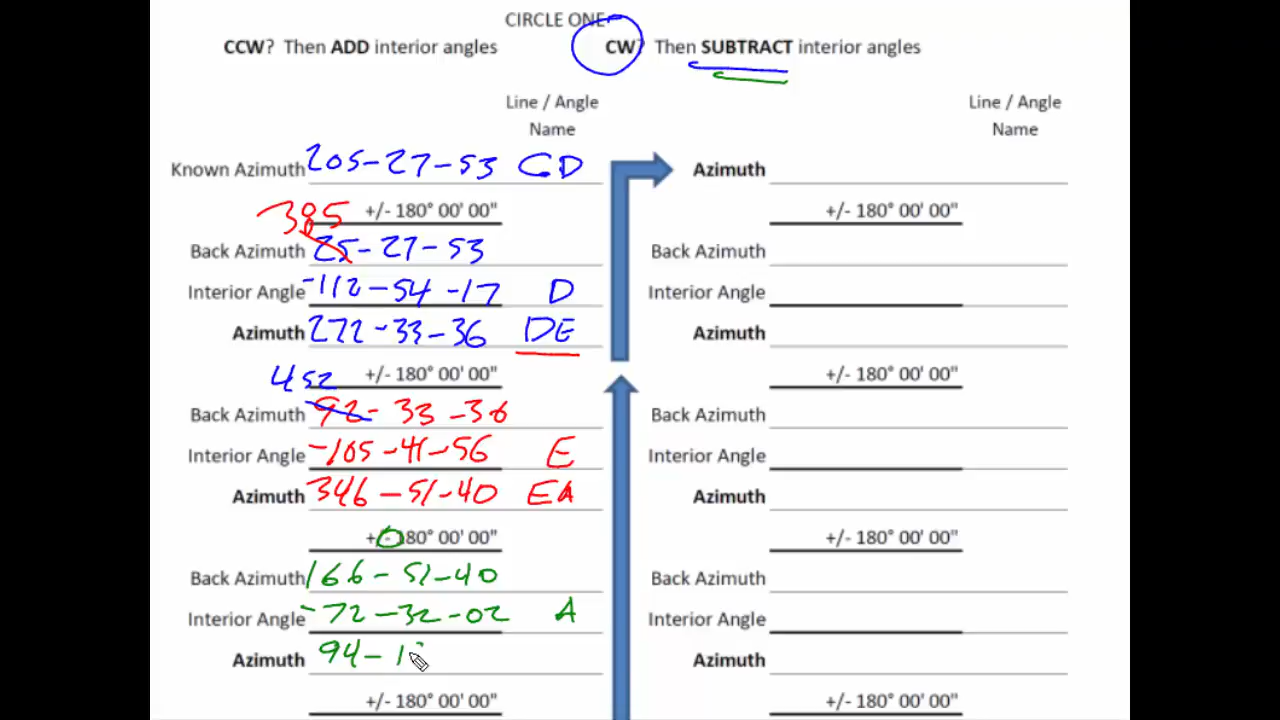 CIRCLE ONE
CCW? Then ADD interior angles
CW? Then SUBTRACT interior angles
Line / Angle Name
Line / Angle Name
Known Azimuth 205-27-53 CD
+/- 180° 00' 00"
385
Back Azimuth 25-27-53
Interior Angle -112-54-17 D
Azimuth 272-33-36 DE
452 +/- 180° 00' 00"
Back Azimuth 92-33-36
Interior Angle -105-41-56 E
Azimuth 346-51-40 EA
+/- 180° 00' 00"
Back Azimuth 166-51-40
Interior Angle -72-32-02 A
Azimuth 94-1
+/- 180° 00' 00"
Azimuth
+/- 180° 00' 00"
Back Azimuth
Interior Angle
Azimuth
+/- 180° 00' 00"
Back Azimuth
Interior Angle
Azimuth
+/- 180° 00' 00"
Back Azimuth
Interior Angle
Azimuth
+/- 180° 00' 00"